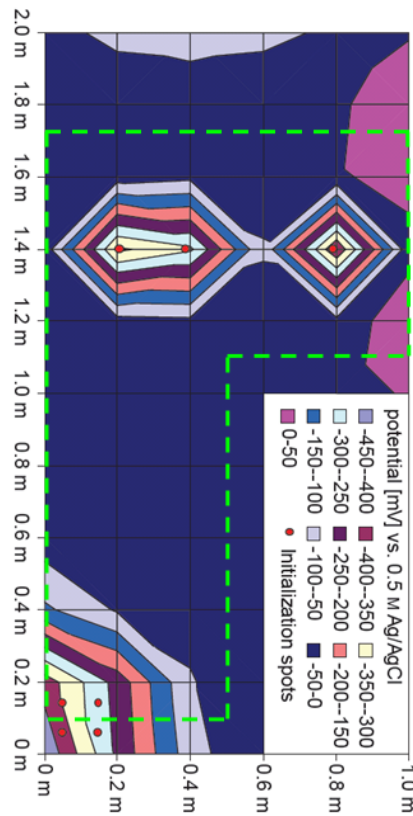 potential [mV] vs. 0.5 M Ag/AgCl
-450--400 -400--350 -350--300
-300--250 -250--200 -200--150
-150--100 -100--50 -50-0
0-50 Initialization spots
1.0 m
0.8 m
0.6 m
0.4 m
0.2 m
0 m
2.0 m 1.8 m 1.6 m 1.4 m 1.2 m 1.0 m 0.8 m 0.6 m 0.4 m 0.2 m 0 m